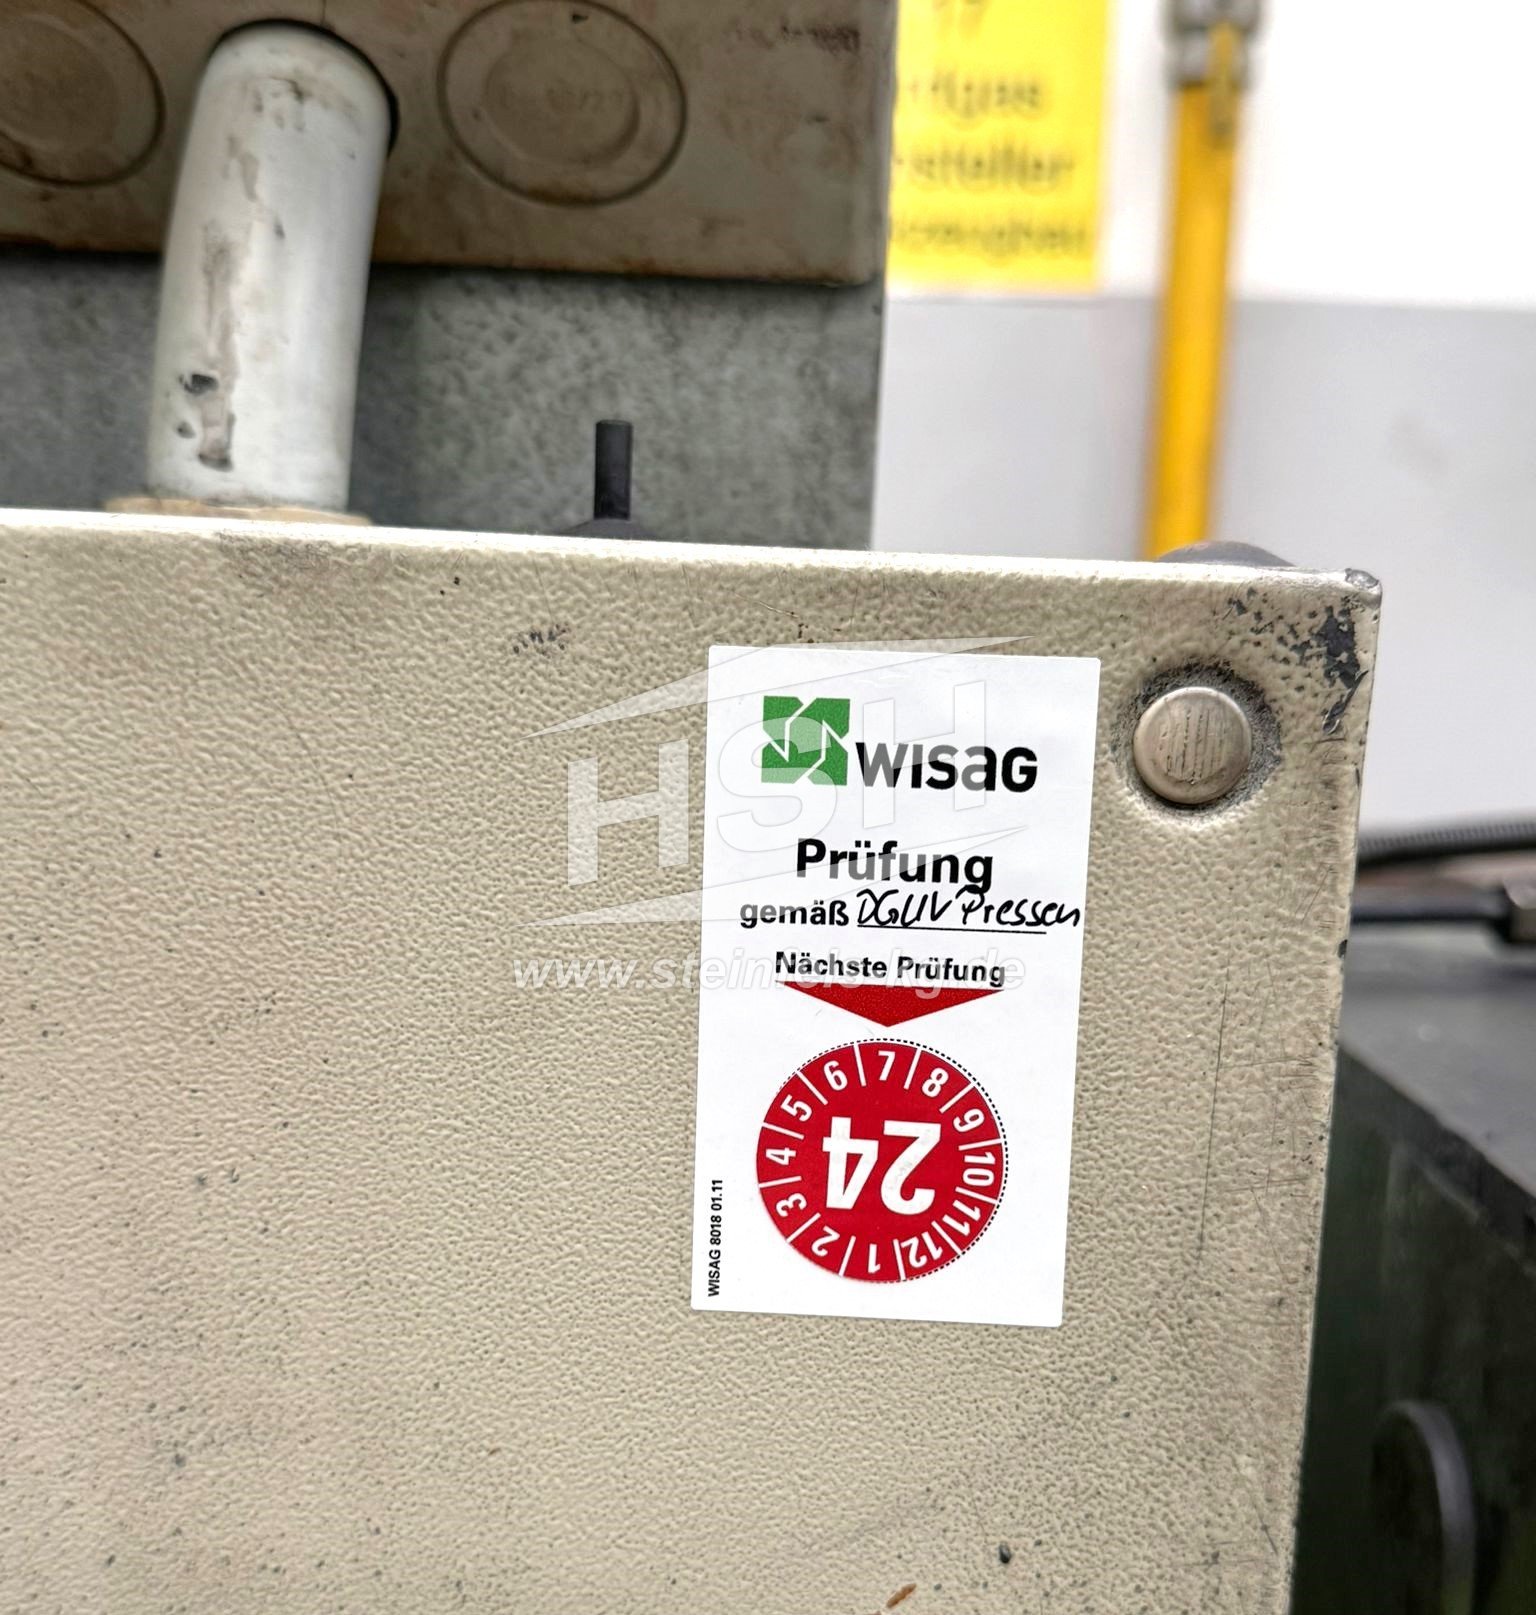 WISAG
Prüfung
gemäß DGUV Pressen
Nächste Prüfung
7
8
9
10
11
12
1
2
3
4
5
6
24
WISAG 8018 01.11
HSH
www.steinfels-kg.de